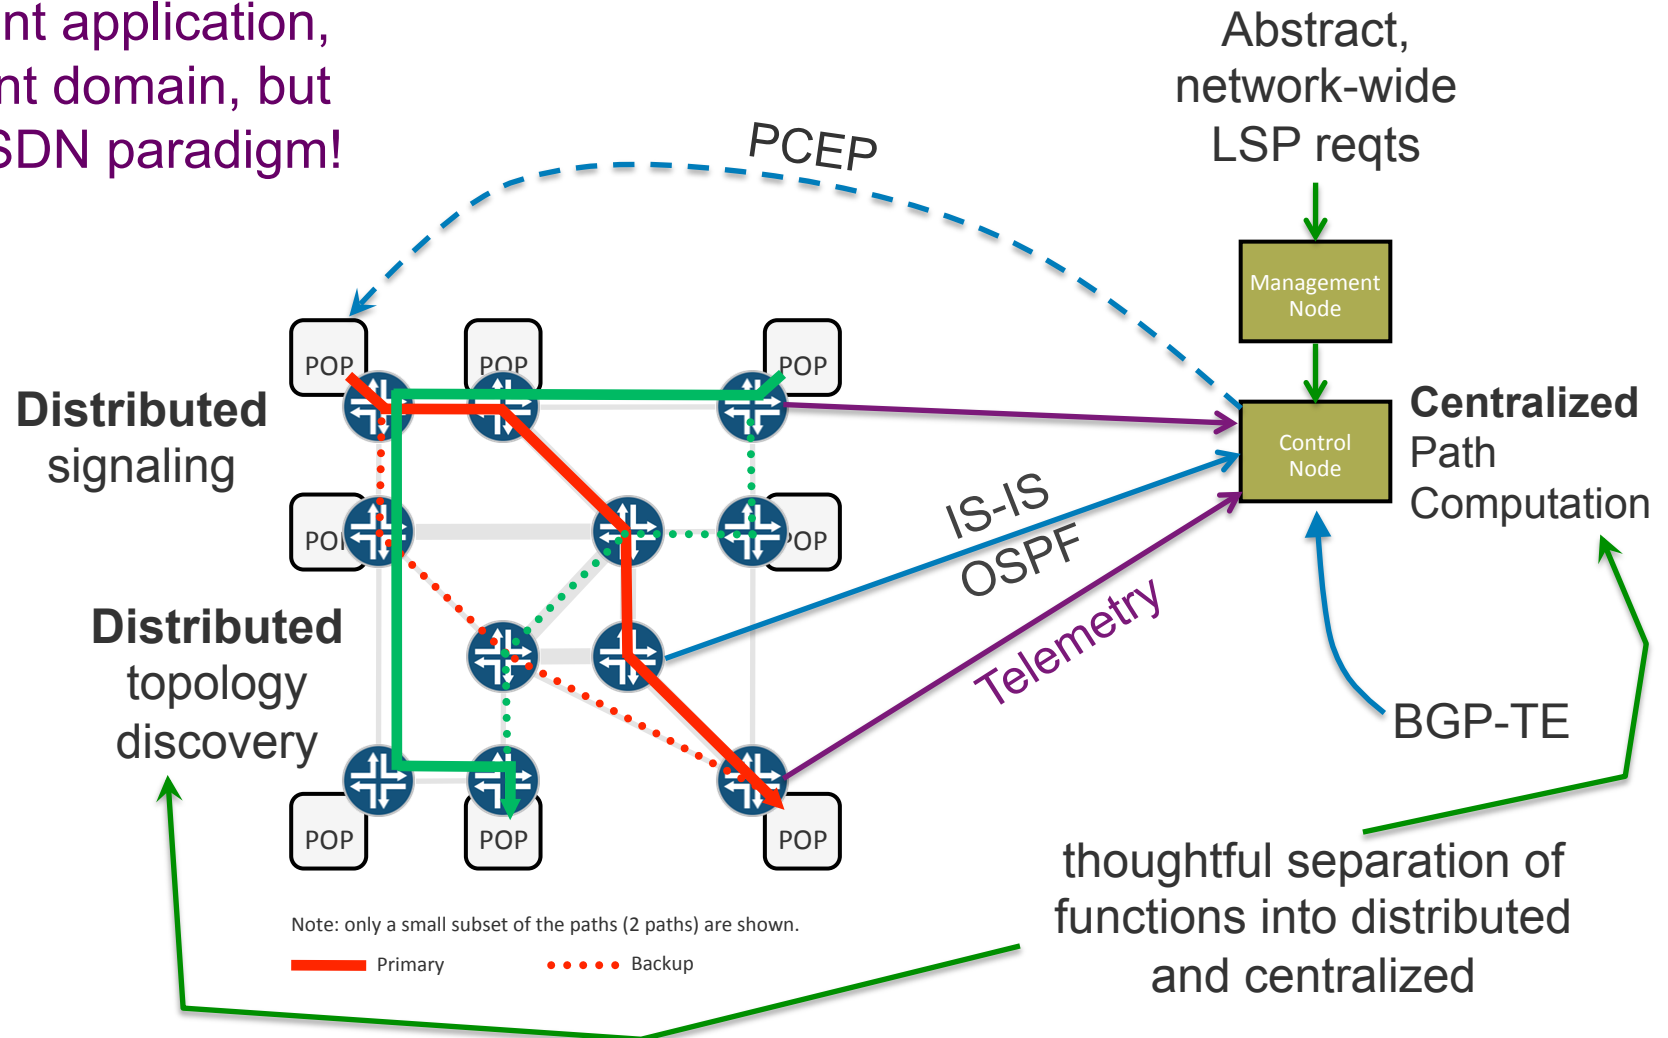 nt application,
nt domain, but
SDN paradigm!
Abstract,
network-wide
LSP reqts
PCEP
Management
Node
POP
POP
POP
Distributed
signaling
Control
Node
Centralized
Path
Computation
POP
POP
IS-IS
OSPF
Telemetry
Distributed
topology
discovery
BGP-TE
POP
POP
POP
thoughtful separation of
functions into distributed
and centralized
Note: only a small subset of the paths (2 paths) are shown.
Primary
Backup